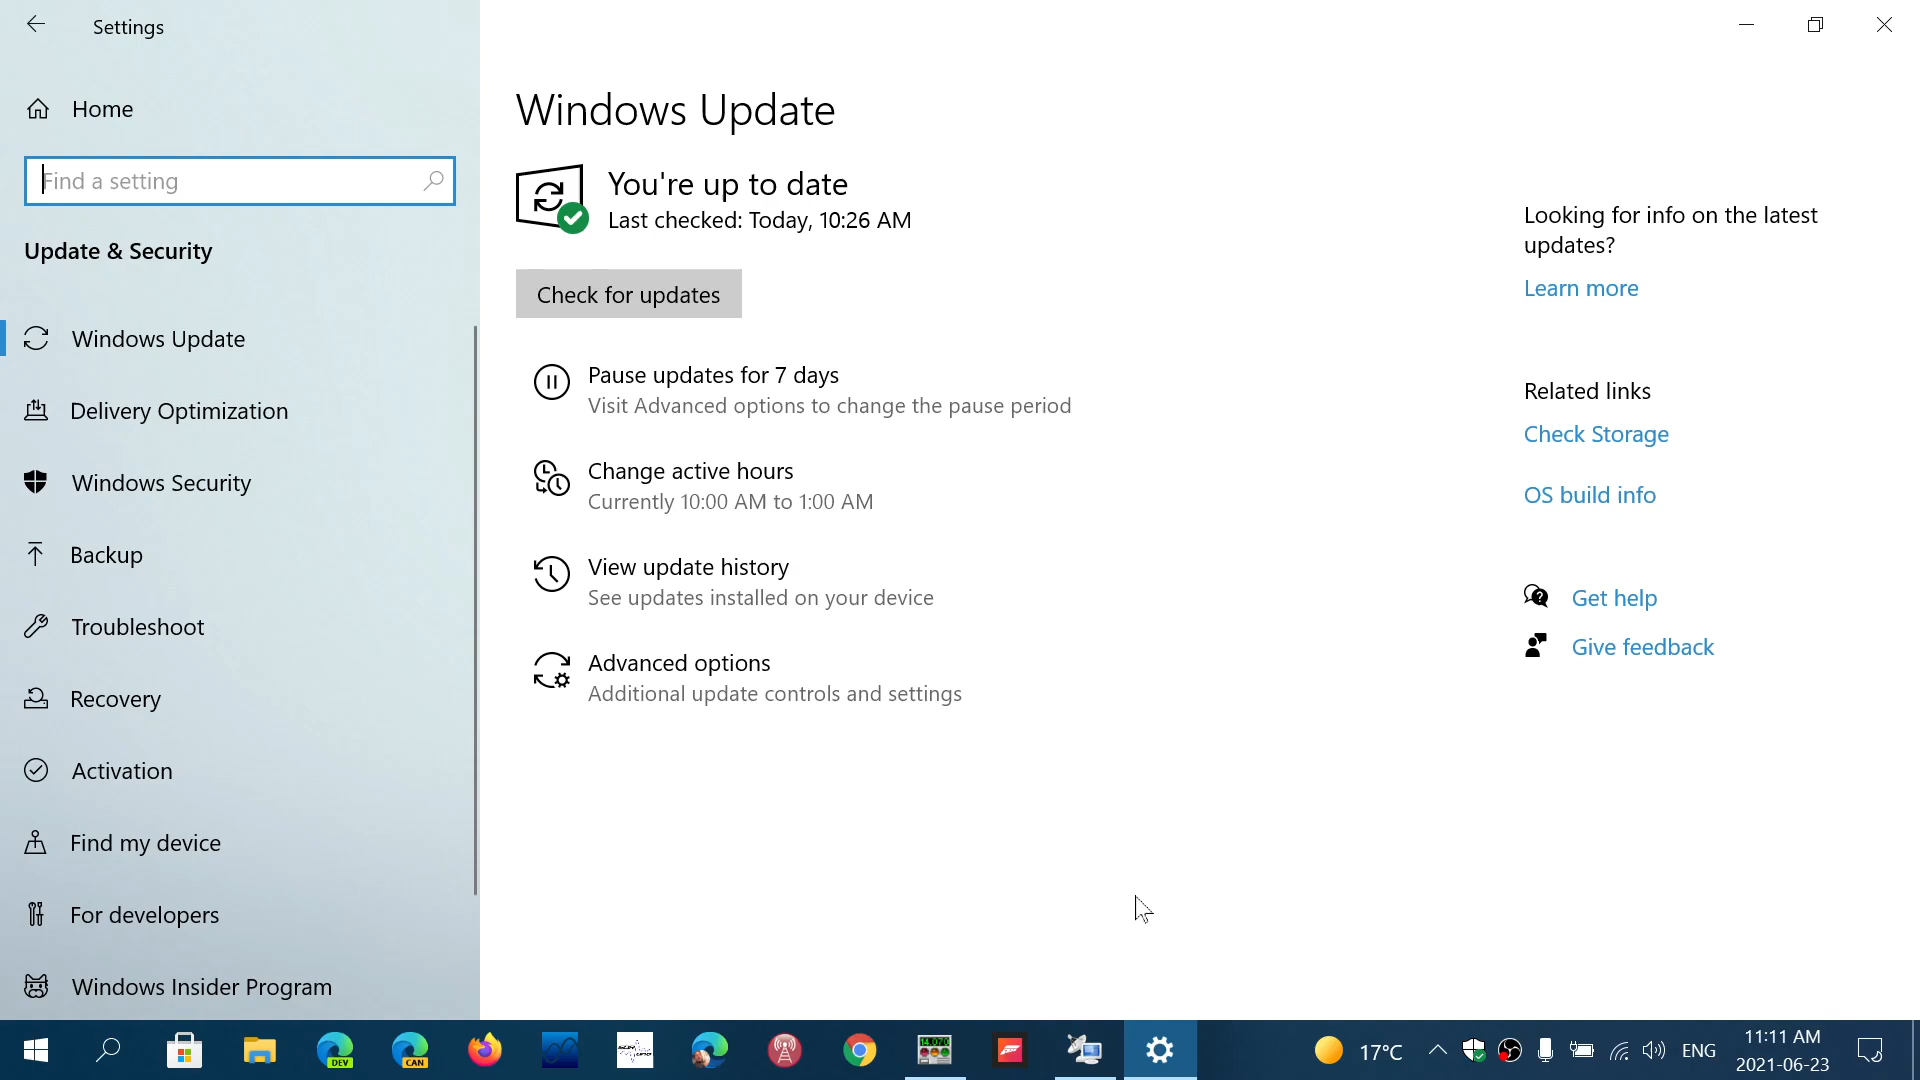 Settings
Home
Find a setting
Update & Security
Windows Update
Delivery Optimization
Windows Security
Backup
Troubleshoot
Recovery
Activation
Find my device
For developers
Windows Insider Program
Windows Update
You're up to date
Last checked: Today, 10:26 AM
Check for updates
Pause updates for 7 days
Visit Advanced options to change the pause period
Change active hours
Currently 10:00 AM to 1:00 AM
View update history
See updates installed on your device
Advanced options
Additional update controls and settings
Looking for info on the latest
updates?
Learn more
Related links
Check Storage
OS build info
Get help
Give feedback
DEV
CAN
17°C
ENG
11:11 AM
2021-06-23